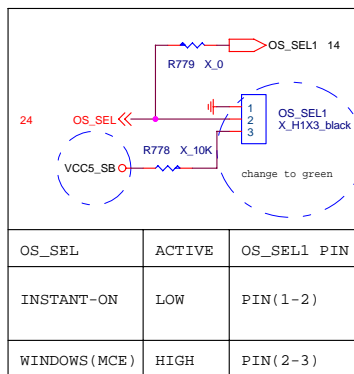 OS_SEL1 14
R779 X_0
24 OS_SEL
1
2
3
OS_SEL1
X_H1X3_black
R778 X_10K
VCC5_SB
change to green
OS_SEL ACTIVE OS_SEL1 PIN
INSTANT-ON LOW PIN(1-2)
WINDOWS(MCE) HIGH PIN(2-3)